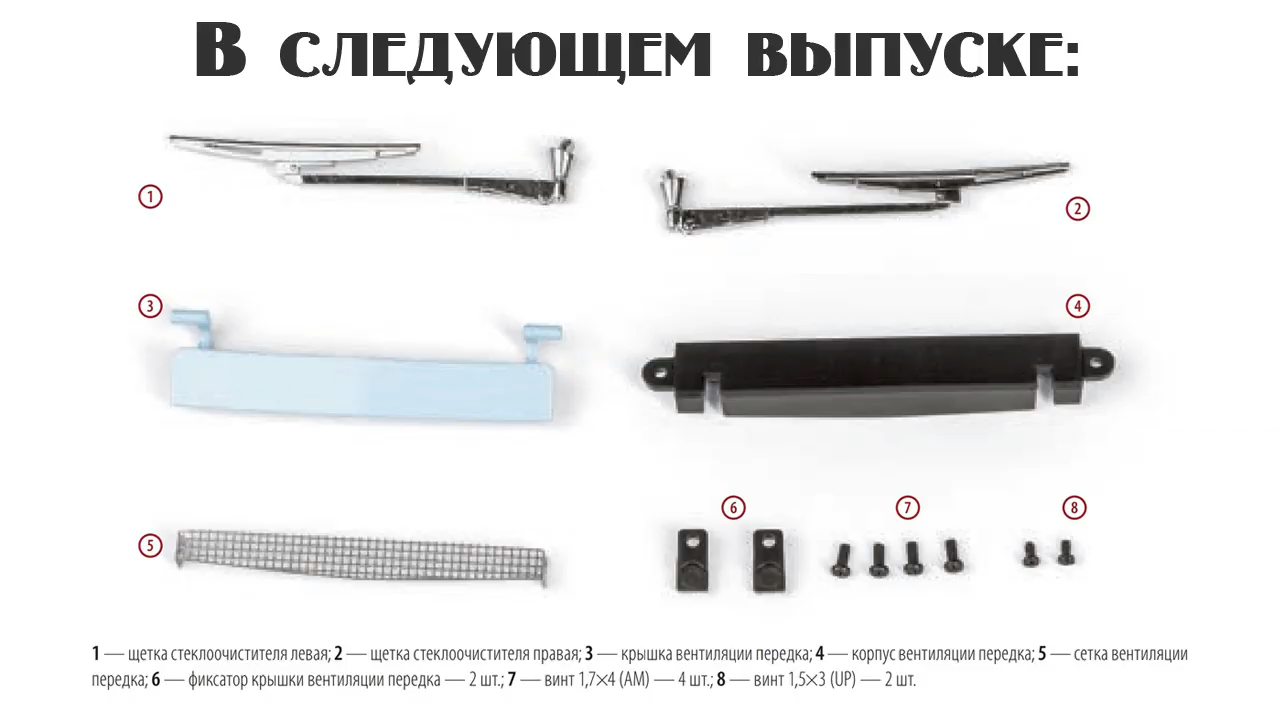 В СЛЕДУЮЩЕМ ВЫПУСКЕ:
1
2
3
4
5
6
7
8
1 — щетка стеклоочистителя левая; 2 — щетка стеклоочистителя правая; 3 — крышка вентиляции передка; 4 — корпус вентиляции передка; 5 — сетка вентиляции
передка; 6 — фиксатор крышки вентиляции передка — 2 шт.; 7 — винт 1,7×4 (AM) — 4 шт.; 8 — винт 1,5×3 (UP) — 2 шт.